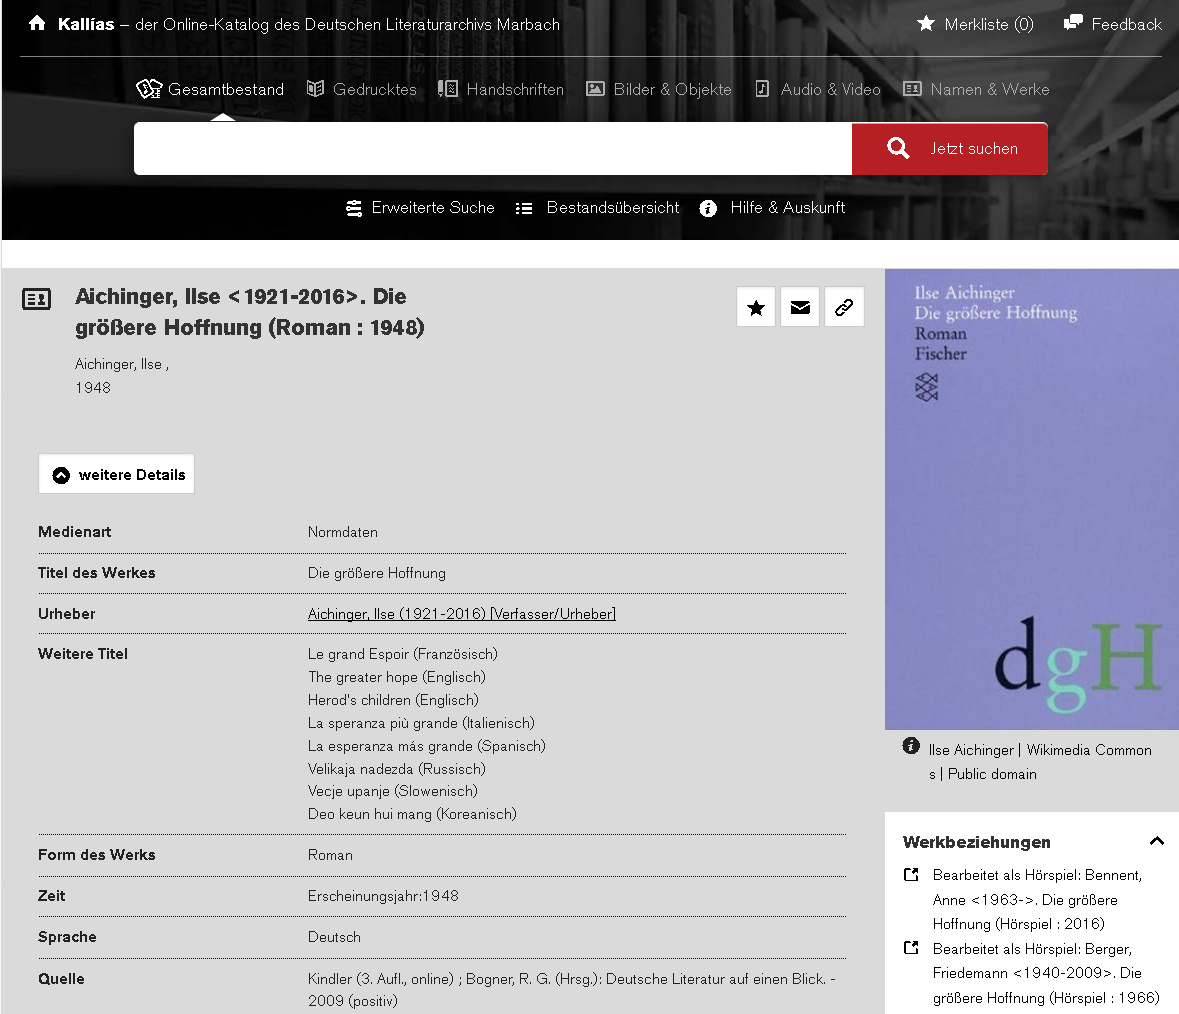 Kallías – der Online-Katalog des Deutschen Literaturarchivs Marbach
Merkliste (0)
Feedback
Gesamtbestand
Gedrucktes
Handschriften
Bilder & Objekte
Audio & Video
Namen & Werke
Jetzt suchen
Erweiterte Suche
Bestandsübersicht
Hilfe & Auskunft
Aichinger, Ilse <1921-2016>. Die
größere Hoffnung (Roman : 1948)
Aichinger, Ilse ,
1948
weitere Details
Medienart Normdaten
Titel des Werkes Die größere Hoffnung
Urheber Aichinger, Ilse (1921-2016) [Verfasser/Urheber]
Weitere Titel Le grand Espoir (Französisch)
The greater hope (Englisch)
Herod's children (Englisch)
La speranza più grande (Italienisch)
La esperanza más grande (Spanisch)
Velikaja nadezda (Russisch)
Vecje upanje (Slowenisch)
Deo keun hui mang (Koreanisch)
Form des Werks Roman
Zeit Erscheinungsjahr:1948
Sprache Deutsch
Quelle Kindler (3. Aufl., online) ; Bogner, R. G. (Hrsg.): Deutsche Literatur auf einen Blick. -
2009 (positiv)
Ilse Aichinger
Die größere Hoffnung
Roman
Fischer
dgH
Ilse Aichinger | Wikimedia Common
s | Public domain
Werkbeziehungen
Bearbeitet als Hörspiel: Bennent,
Anne <1963->. Die größere
Hoffnung (Hörspiel : 2016)
Bearbeitet als Hörspiel: Berger,
Friedemann <1940-2009>. Die
größere Hoffnung (Hörspiel : 1966)